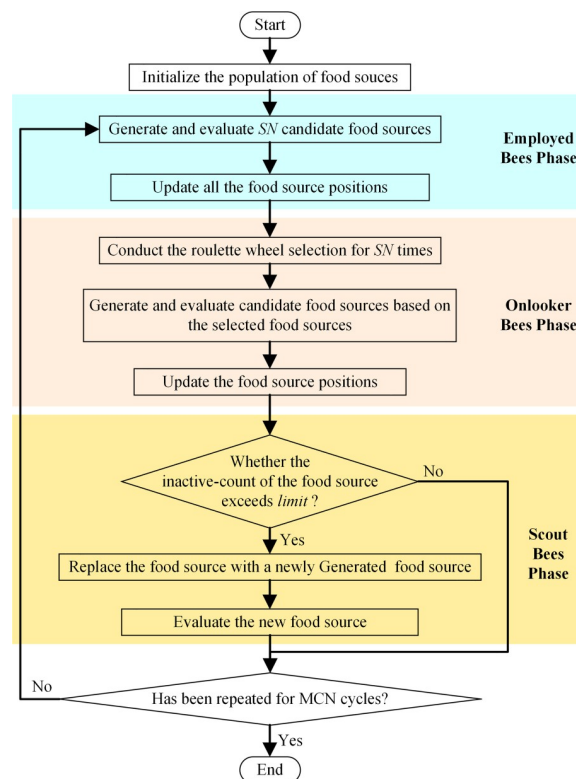 Start
Initialize the population of food souces
Generate and evaluate SN candidate food sources
Employed
Bees Phase
Update all the food source positions
Conduct the roulette wheel selection for SN times
Generate and evaluate candidate food sources based on
the selected food sources
Onlooker
Bees Phase
Update the food source positions
Whether the
inactive-count of the food source
exceeds limit ?
No
Yes
Scout
Bees
Phase
Replace the food source with a newly Generated food source
Evaluate the new food source
No
Has been repeated for MCN cycles?
Yes
End